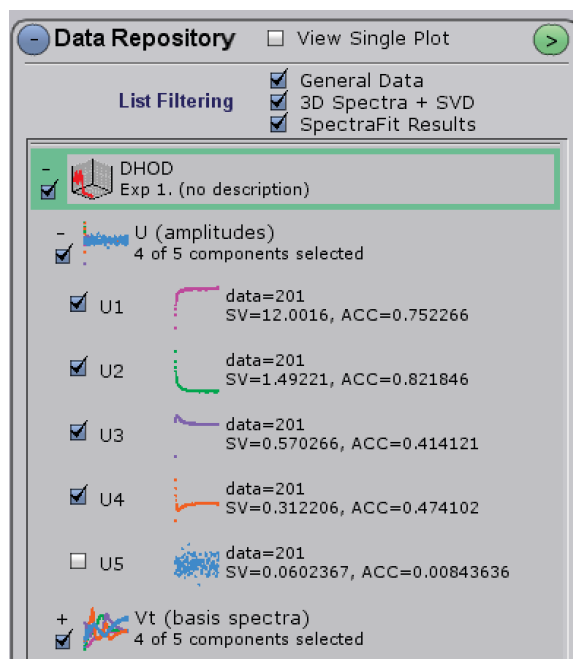 Data Repository View Single Plot
List Filtering
General Data
3D Spectra + SVD
SpectraFit Results
DHOD
Exp 1. (no description)
U (amplitudes)
4 of 5 components selected
U1
data=201
SV=12.0016, ACC=0.752266
U2
data=201
SV=1.49221, ACC=0.821846
U3
data=201
SV=0.570266, ACC=0.414121
U4
data=201
SV=0.312206, ACC=0.474102
U5
data=201
SV=0.0602367, ACC=0.00843636
Vt (basis spectra)
4 of 5 components selected